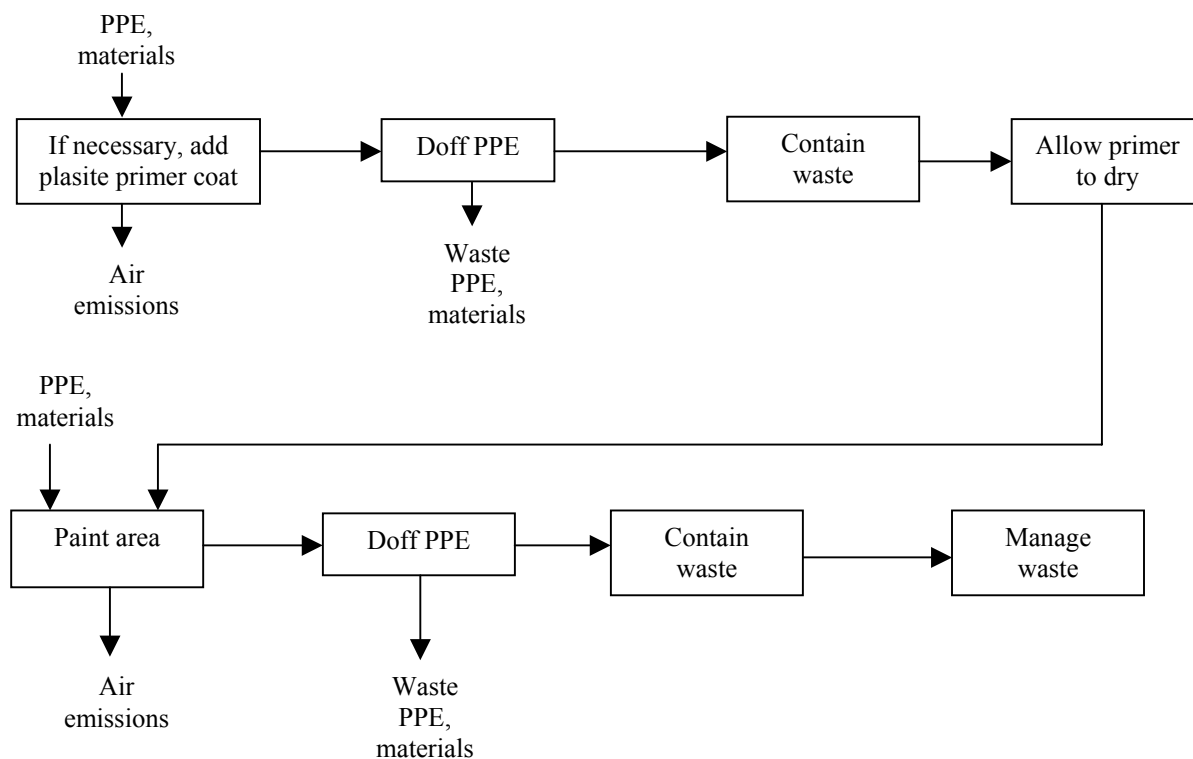 PPE,
materials
If necessary, add
plasite primer coat
Doff PPE
Contain
waste
Allow primer
to dry
Air
emissions
Waste
PPE,
materials
PPE,
materials
Paint area
Doff PPE
Contain
waste
Manage
waste
Air
emissions
Waste
PPE,
materials